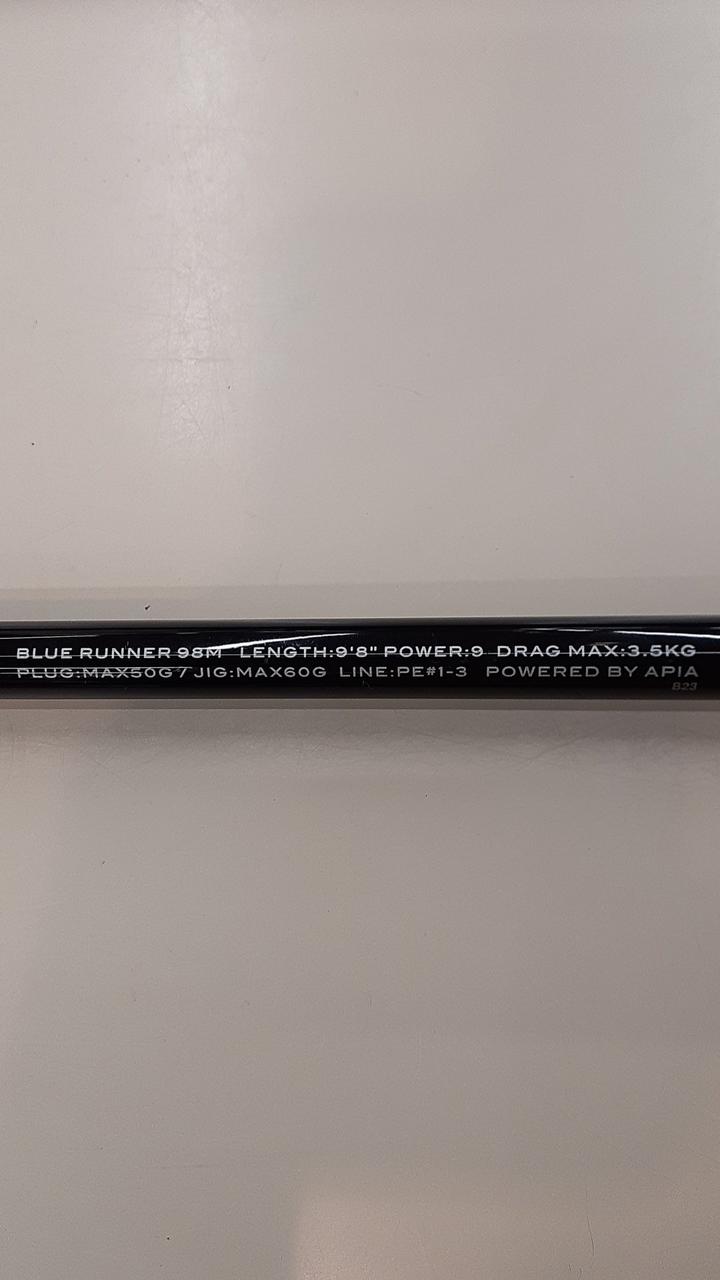 BLUE RUNNER 98M LENGTH:9'8" POWER:9 DRAG MAX:3.5KG
PLUG:MAX50G / JIG:MAX60G LINE:PE#1-3 POWERED BY APIA
B23